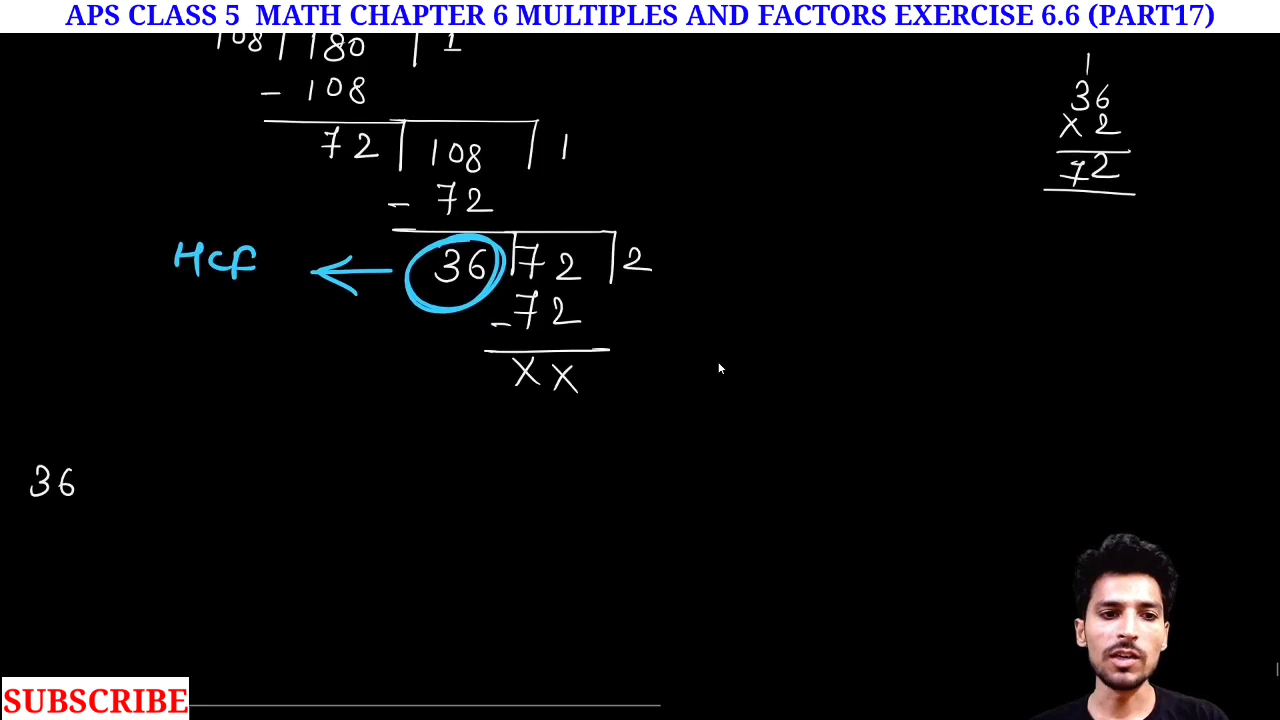 APS CLASS 5 MATH CHAPTER 6 MULTIPLES AND FACTORS EXERCISE 6.6 (PART17)
108 180 1
- 108
72 108 1
- 72
HCF ← 36 72 2
- 72
x x
1
36
x 2
72
36
SUBSCRIBE